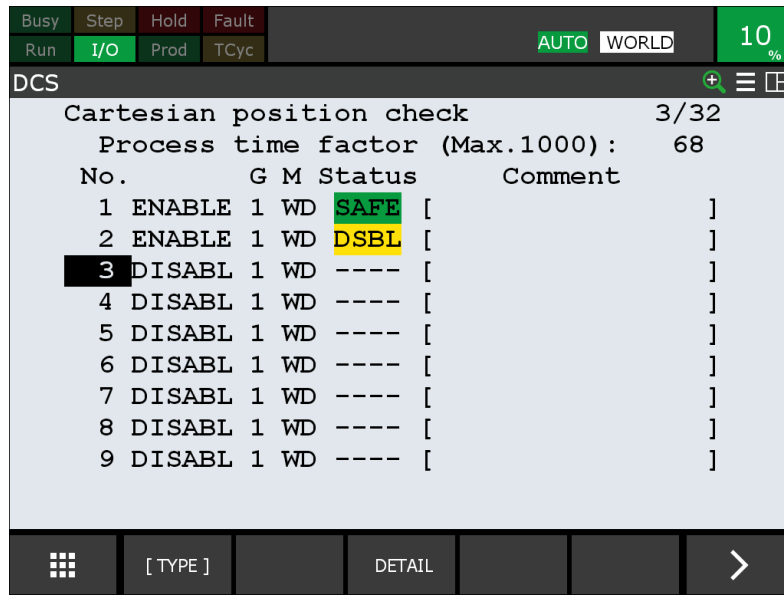 Busy Step Hold Fault
Run I/O Prod TCyc AUTO WORLD 10 %
DCS
Cartesian position check 3/32
Process time factor (Max.1000): 68
No. G M Status Comment
1 ENABLE 1 WD SAFE [ ]
2 ENABLE 1 WD DSBL [ ]
3 DISABL 1 WD ---- [ ]
4 DISABL 1 WD ---- [ ]
5 DISABL 1 WD ---- [ ]
6 DISABL 1 WD ---- [ ]
7 DISABL 1 WD ---- [ ]
8 DISABL 1 WD ---- [ ]
9 DISABL 1 WD ---- [ ]
[ TYPE ] DETAIL